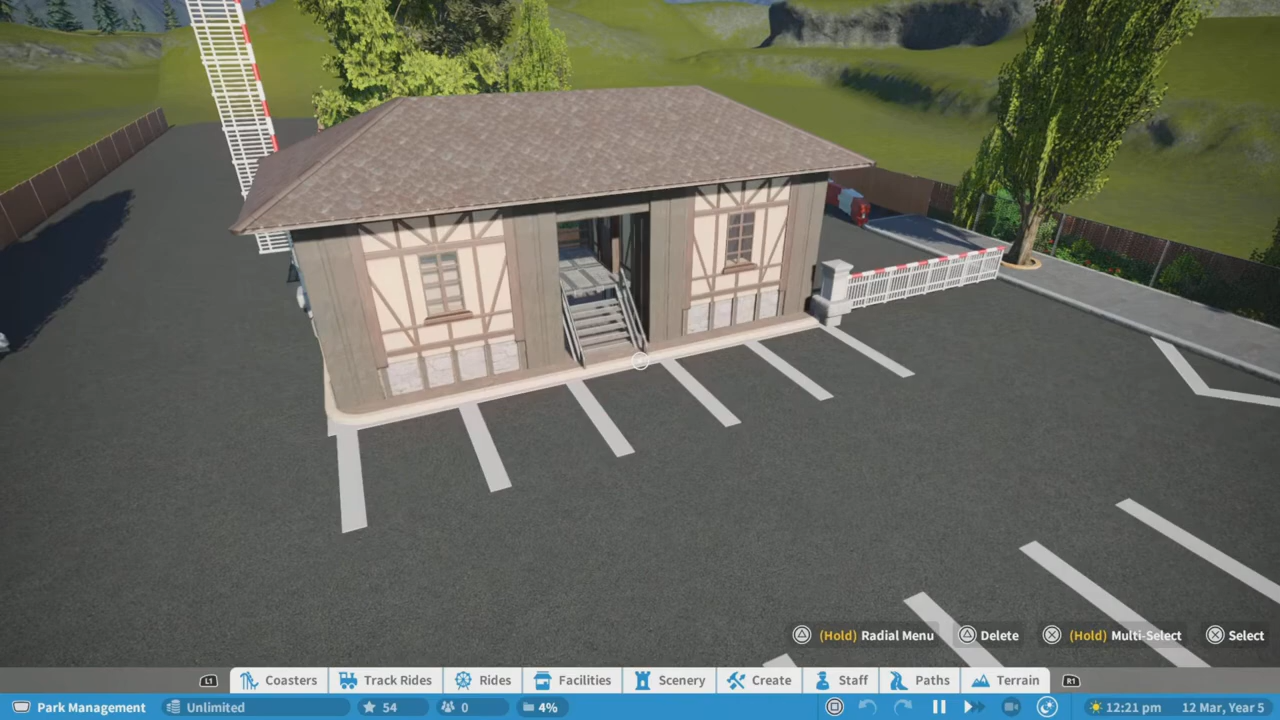 (Hold) Radial Menu Delete (Hold) Multi-Select Select
L1 Coasters Track Rides Rides Facilities Scenery Create Staff Paths Terrain R1
Park Management Unlimited 54 0 4% 12:21 pm 12 Mar, Year 5